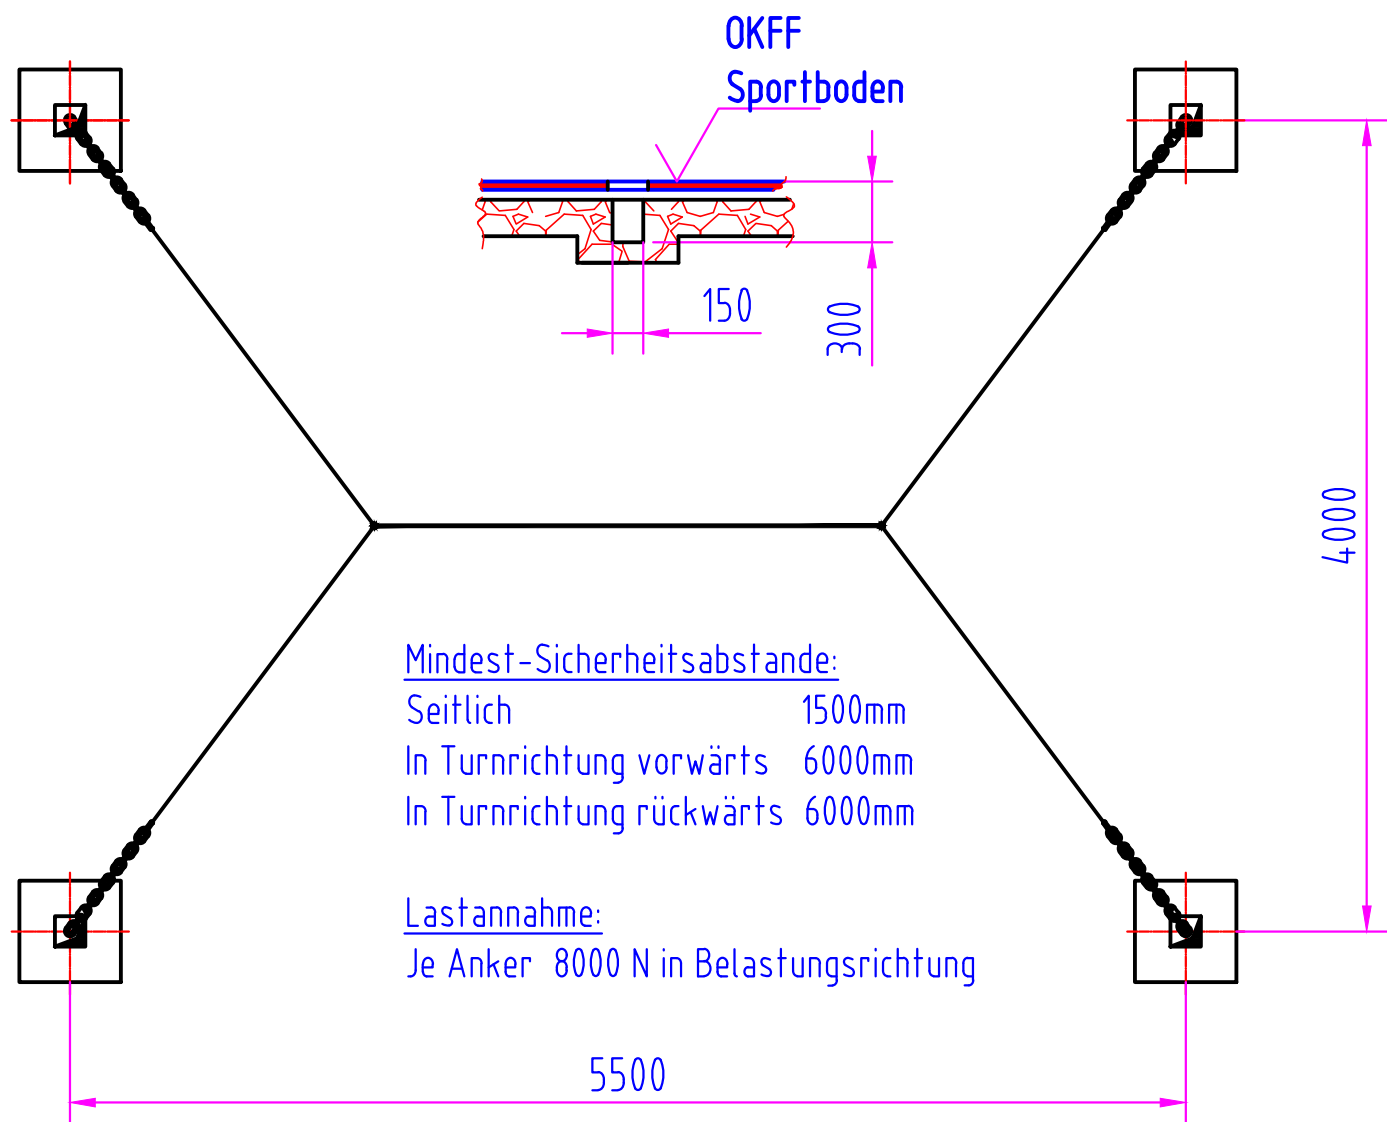 OKFF
Sportboden
150
300
4000
Mindest-Sicherheitsabstande:
Seitlich 1500mm
In Turnrichtung vorwärts 6000mm
In Turnrichtung rückwärts 6000mm
Lastannahme:
Je Anker 8000 N in Belastungsrichtung
5500